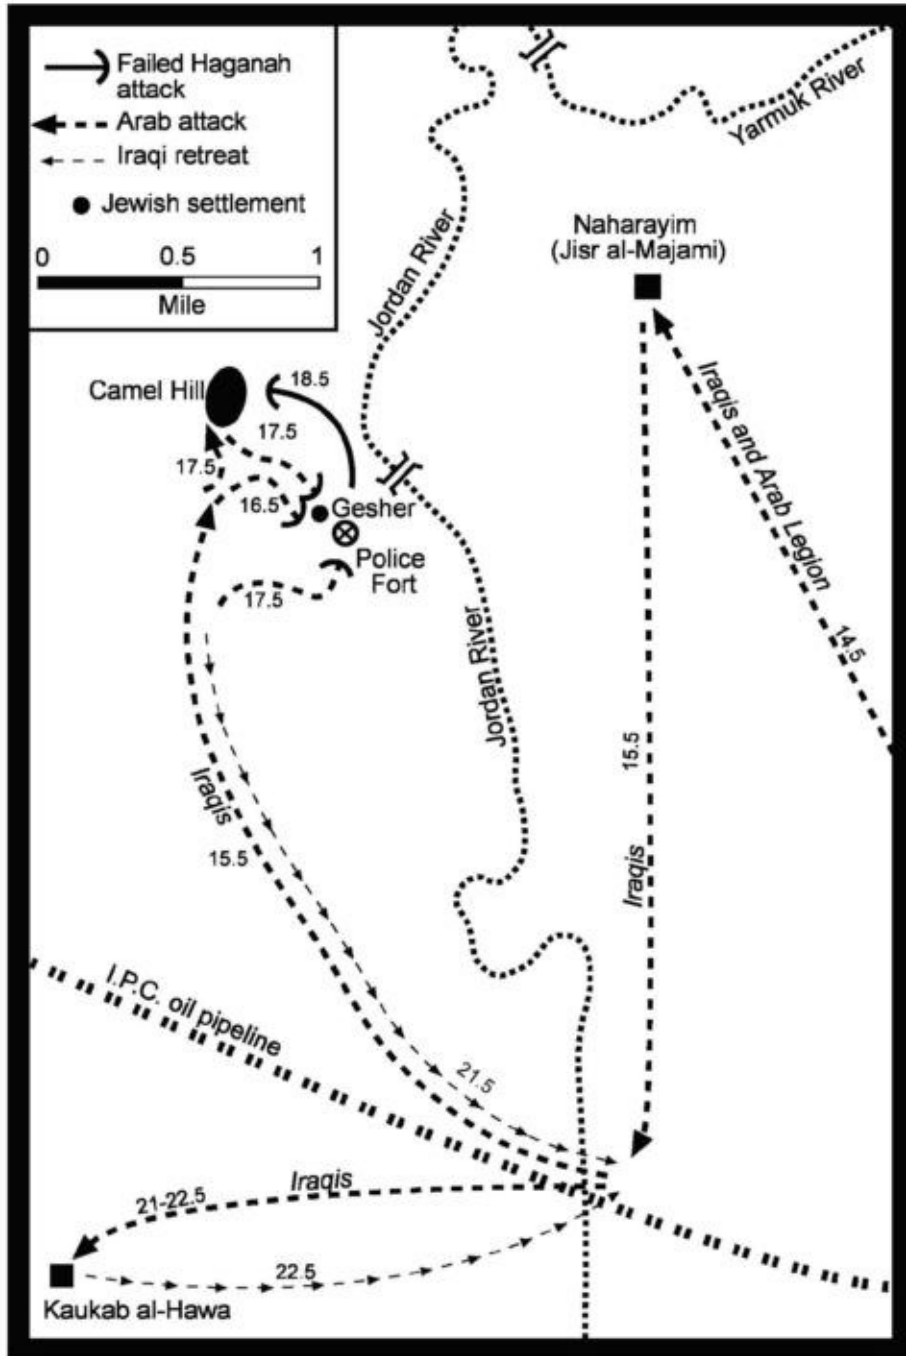 Failed Haganah
attack
Arab attack
Iraqi retreat
Jewish settlement
0 0.5 1
Mile
Yarmuk River
Jordan River
Naharayim
(Jisr al-Majami)
Camel Hill
18.5
17.5
17.5
16.5
Gesher
Police
Fort
17.5
Iraqis and Arab Legion
14.5
Jordan River
15.5
Iraqis
Iraqis
15.5
I.P.C. oil pipeline
21.5
Iraqis
21-22.5
22.5
Kaukab al-Hawa